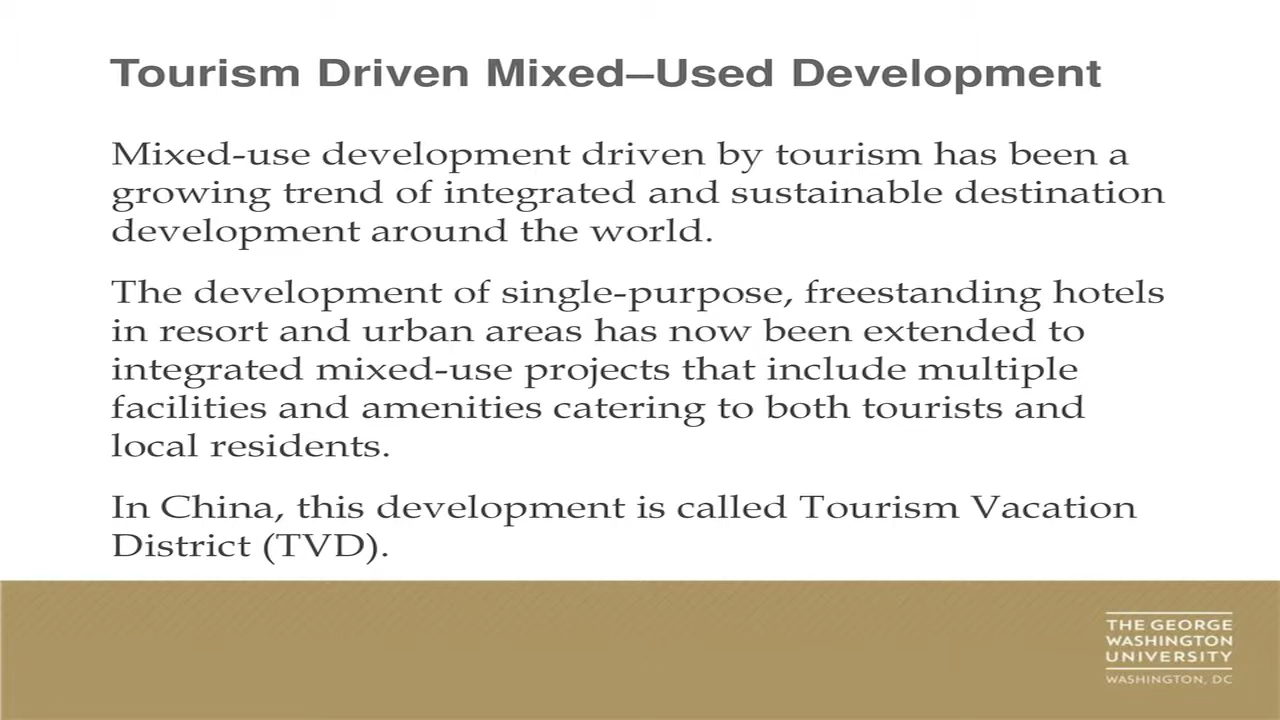 Tourism Driven Mixed–Used Development
Mixed-use development driven by tourism has been a
growing trend of integrated and sustainable destination
development around the world.
The development of single-purpose, freestanding hotels
in resort and urban areas has now been extended to
integrated mixed-use projects that include multiple
facilities and amenities catering to both tourists and
local residents.
In China, this development is called Tourism Vacation
District (TVD).
THE GEORGE
WASHINGTON
UNIVERSITY
WASHINGTON, DC